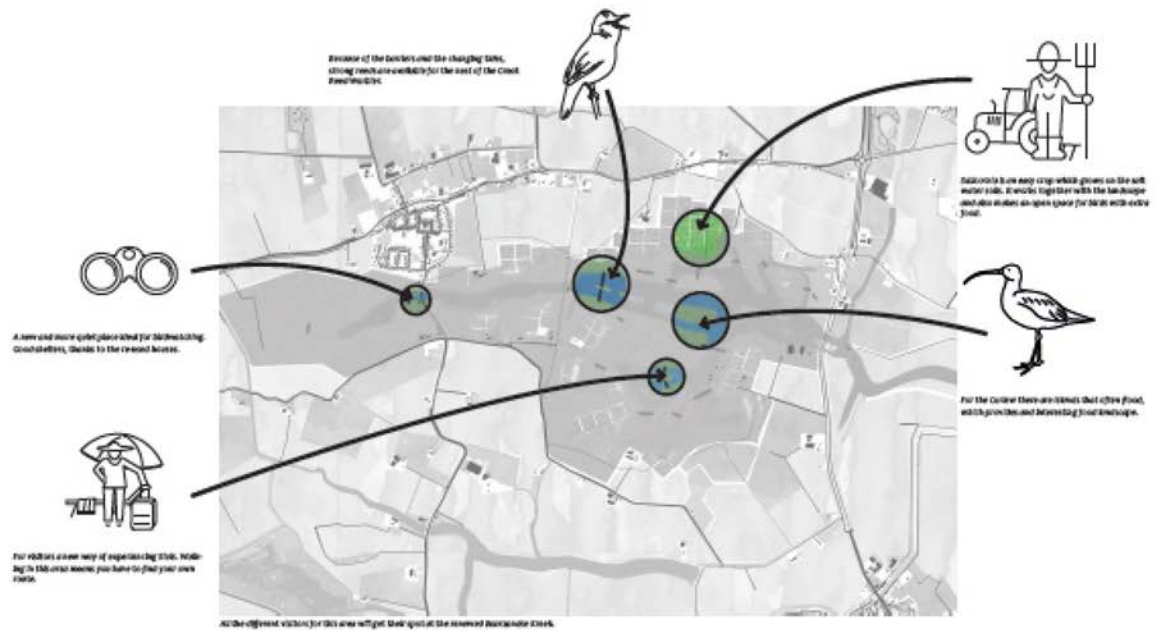 Because of the borders and the changing tides,
strong reeds are available for the nest of the Great
Reed Warbler.
is an easy crop which grows on the salt
water soils. It works together with the landscape
and also makes an open space for birds with extra
food.
A new and more quiet place ideal for birdwatching.
Good shelters, thanks to the reused houses.
For the Curlew there are islands that often flood,
which provides and interesting food landscape.
For visitors a new way of experiencing tides. Walk-
ing in this area means you have to find your own
route.
All the different visitors for this area will get their spot at the renewed Creek.